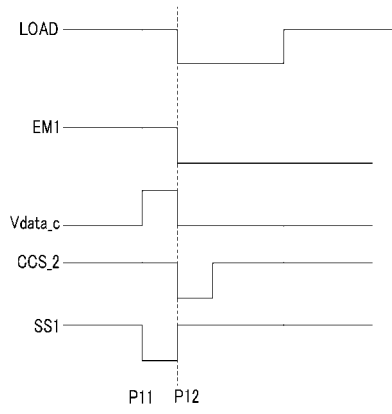 LOAD
EM1
Vdata_c
CCS_2
SS1
P11 P12